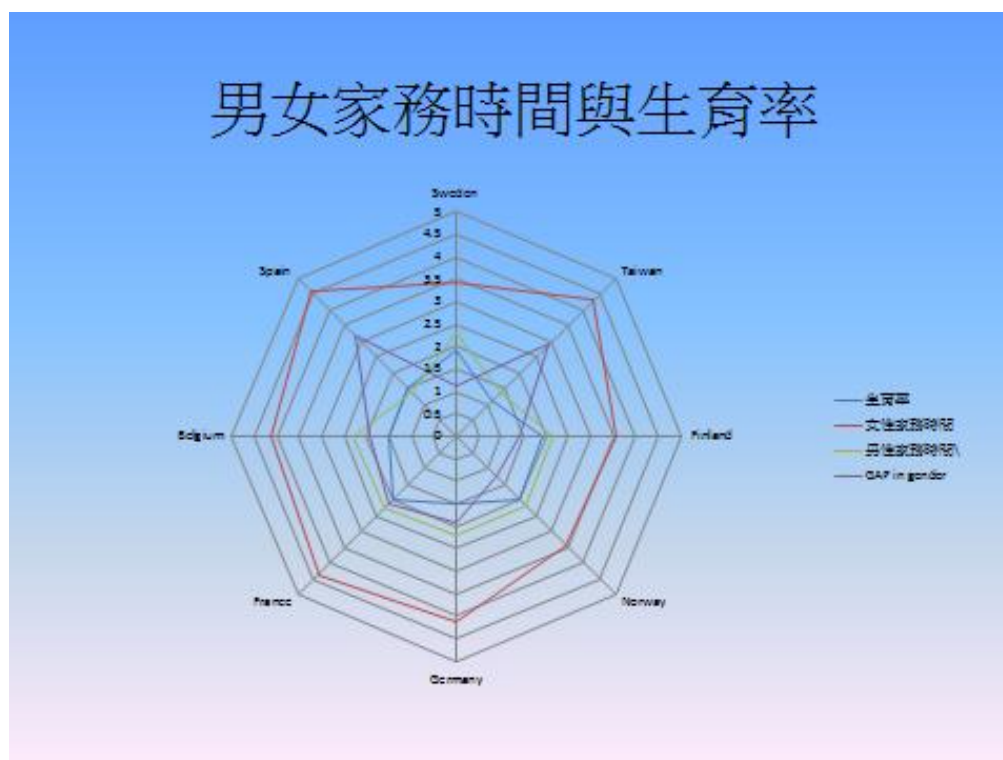 男女家務時間與生育率
Sweden
5
4.5
4
3.5
3
2.5
2
1.5
1
0.5
0
Spain
Taiwan
Belgium
Finland
France
Norway
Germany
生育率
女性家務時間
男性家務時間\
GAP in gender